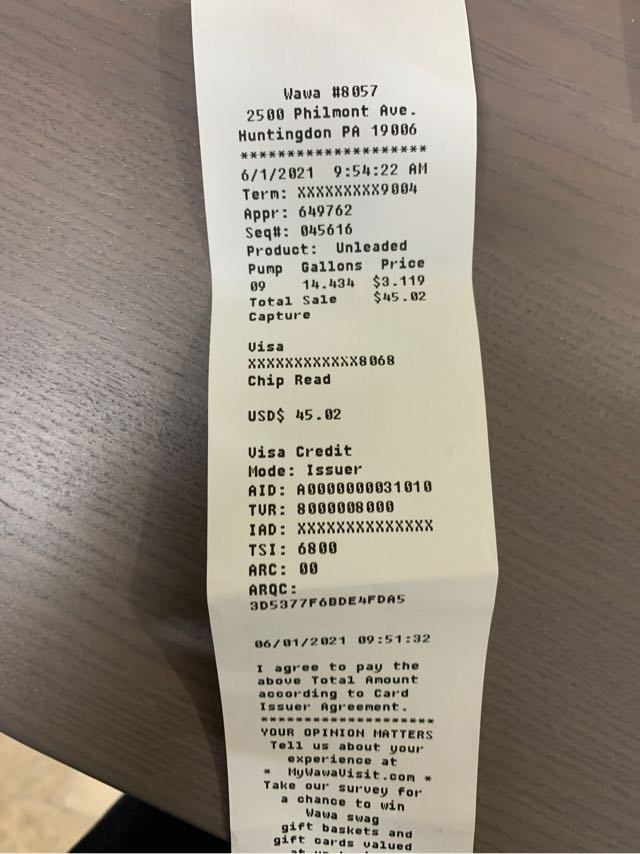 Wawa #8057
2500 Philmont Ave.
Huntingdon PA 19006
********************
6/1/2021 9:54:22 AM
Term: XXXXXXXXX9004
Appr: 649762
Seq#: 045616
Product: Unleaded
Pump Gallons Price
09 14.434 $3.119
Total Sale $45.02
Capture
Visa
XXXXXXXXXXXX8068
Chip Read
USD$ 45.02
Visa Credit
Mode: Issuer
AID: A0000000031010
TVR: 8000008000
IAD: XXXXXXXXXXXXXX
TSI: 6800
ARC: 00
ARQC:
3D5377F6BDE4FDA5
06/01/2021 09:51:32
I agree to pay the
above Total Amount
according to Card
Issuer Agreement.
********************
YOUR OPINION MATTERS
Tell us about your
experience at
* MyWawaVisit.com *
Take our survey for
a chance to win
Wawa swag
gift baskets and
gift cards valued